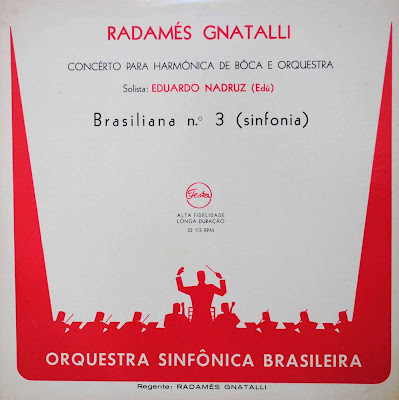 RADAMÉS GNATALLI
CONCÊRTO PARA HARMÔNICA DE BÔCA E ORQUESTRA
Solista: EDUARDO NADRUZ (Edú)
Brasiliana n.º 3 (sinfonia)
Festa
ALTA FIDELIDADE
LONGA-DURAÇÃO
33 1/3 RPM
ORQUESTRA SINFÔNICA BRASILEIRA
Regente: RADAMÉS GNATALLI